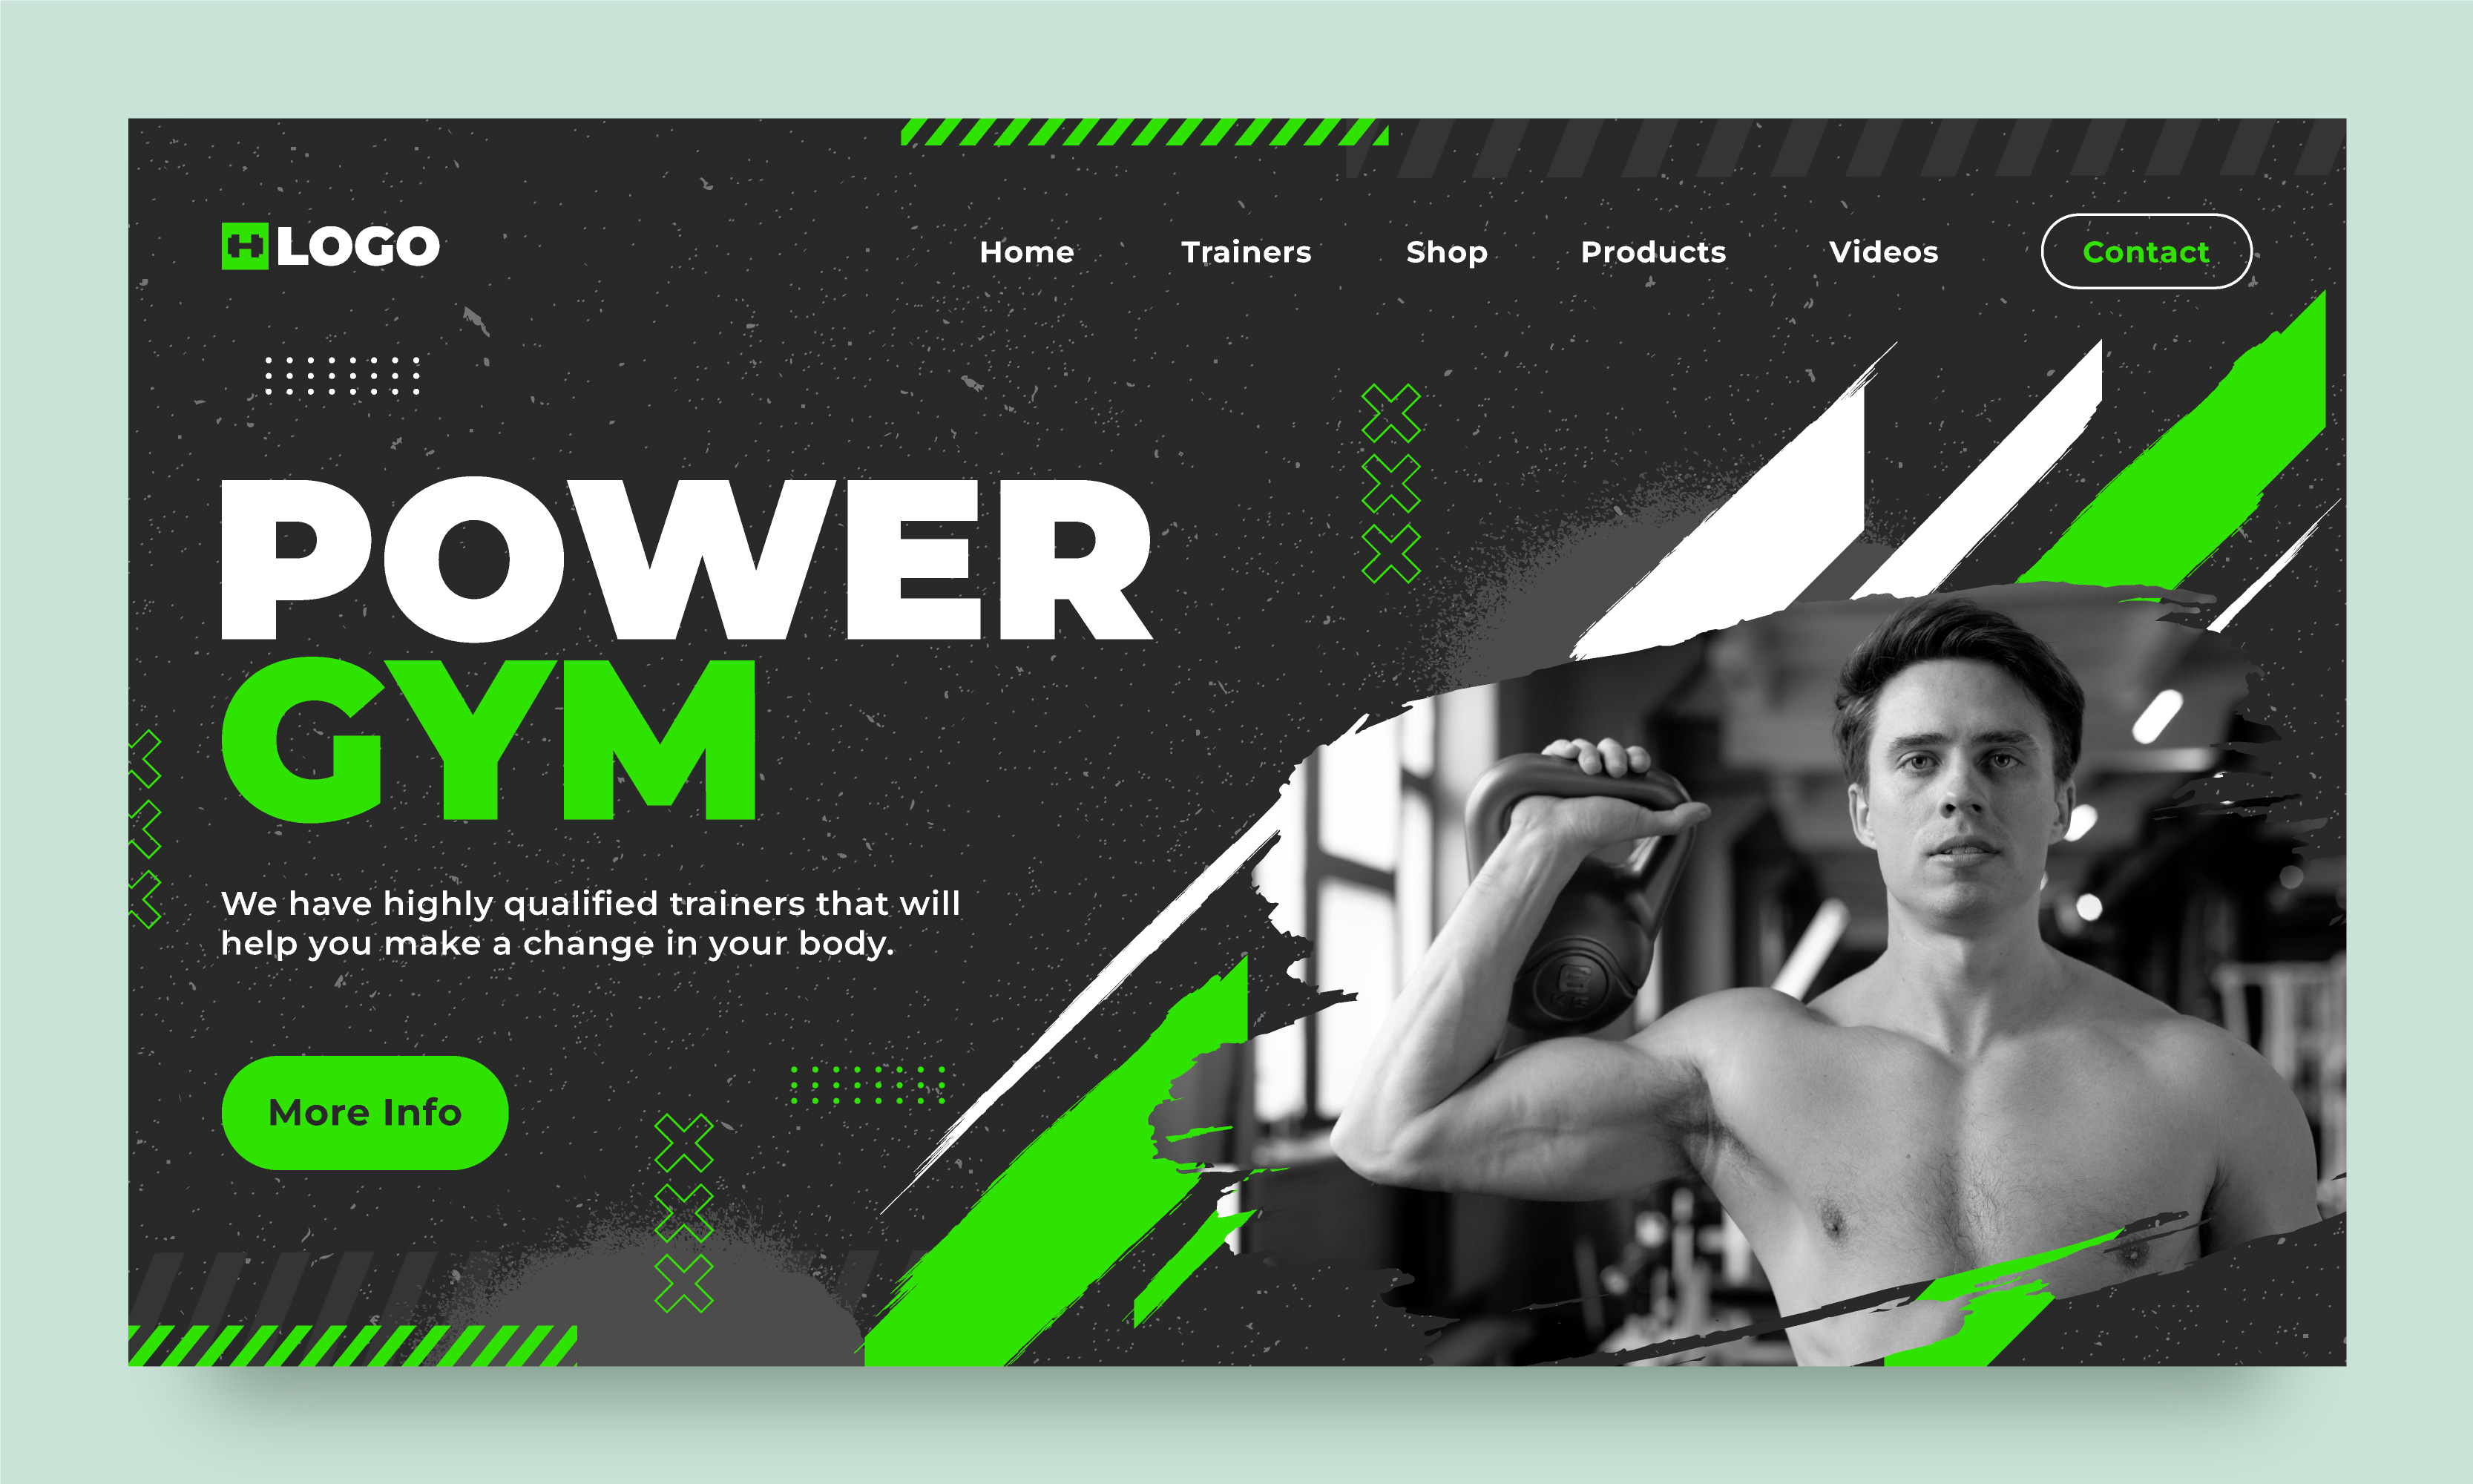 LOGO
Home Trainers Shop Products Videos Contact
POWER
GYM
We have highly qualified trainers that will
help you make a change in your body.
More Info